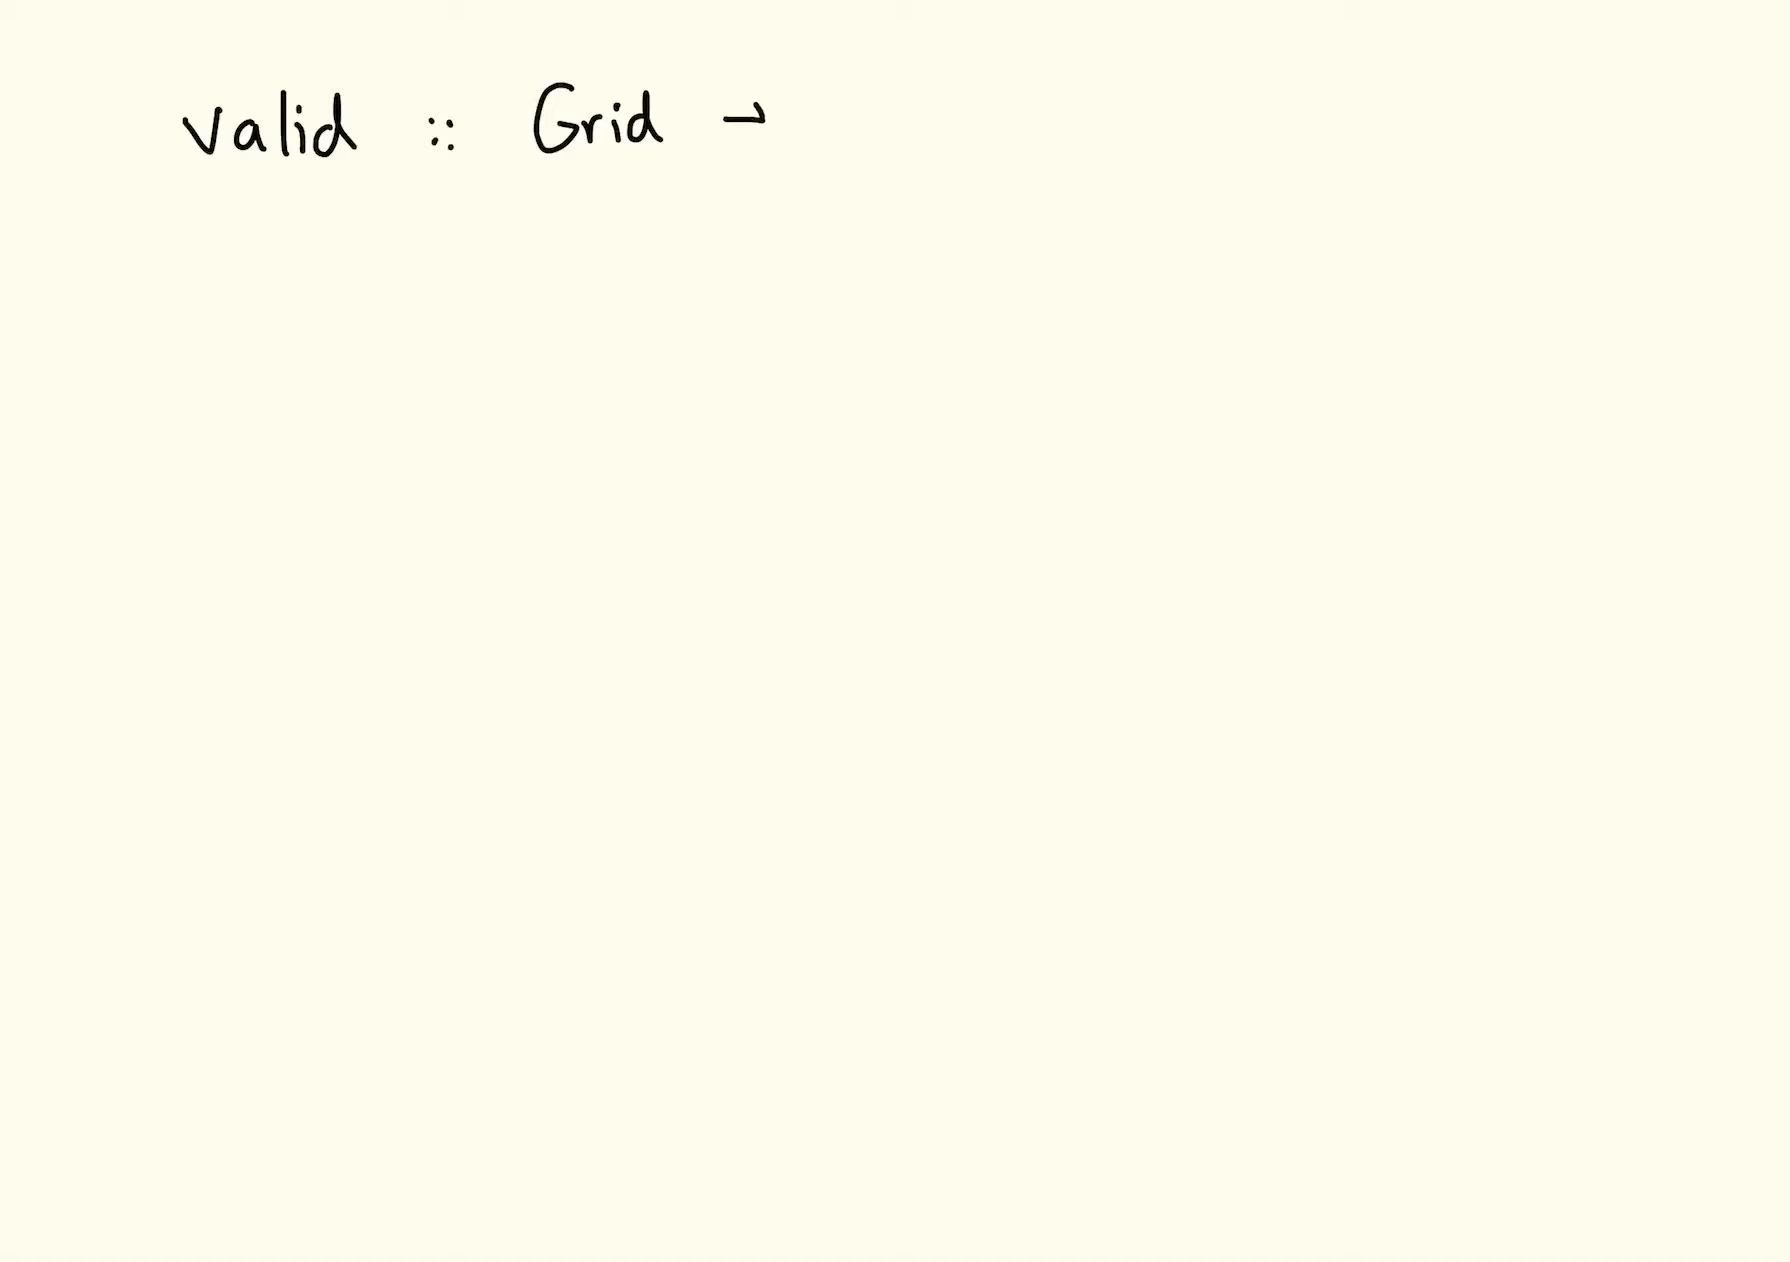 valid :: Grid →